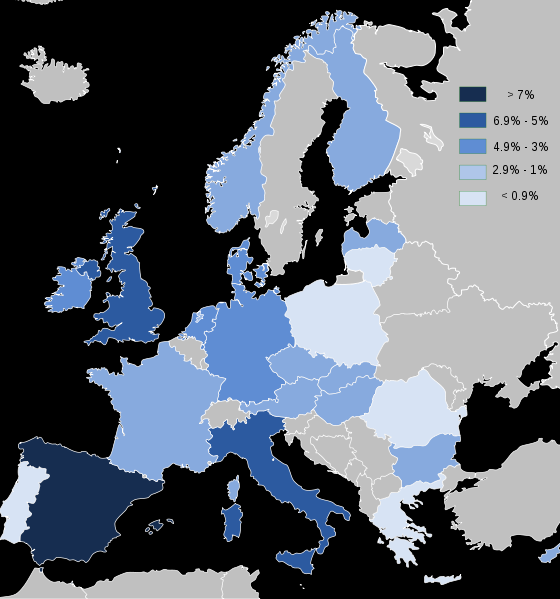 > 7%
6.9% - 5%
4.9% - 3%
2.9% - 1%
< 0.9%